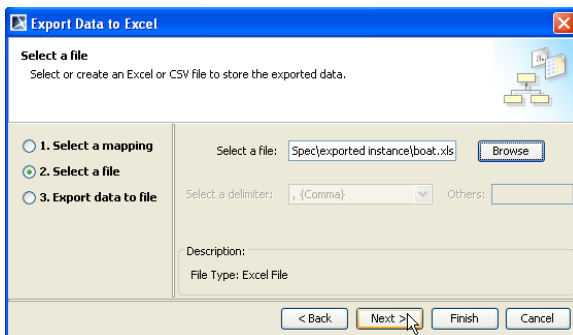 Export Data to Excel
Select a file
Select or create an Excel or CSV file to store the exported data.
1. Select a mapping
2. Select a file
3. Export data to file
Select a file: Spec\exported instance\boat.xls Browse
Select a delimiter: , {Comma} Others:
Description:
File Type: Excel File
< Back Next > Finish Cancel